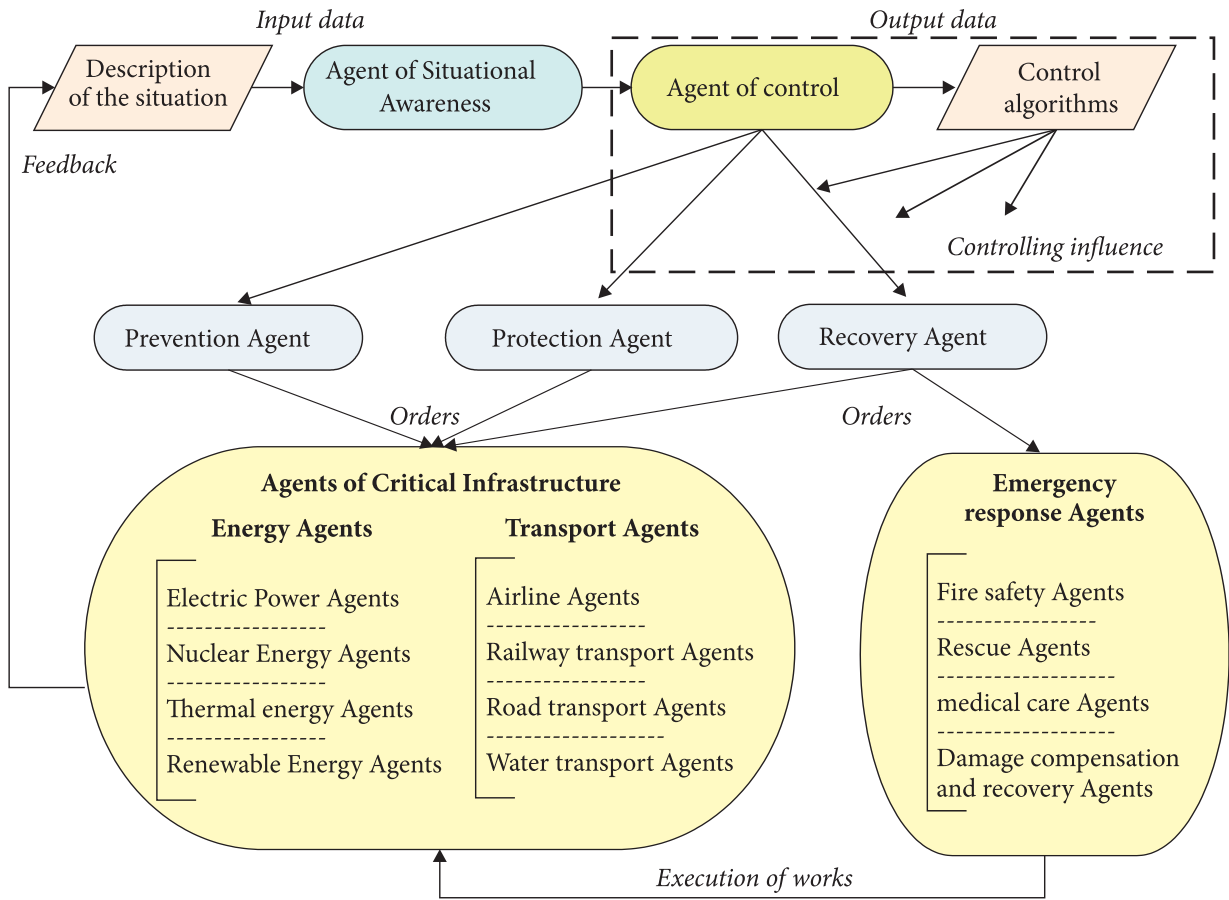 Input data
Output data
Description
of the situation
Agent of Situational
Awareness
Agent of control
Control
algorithms
Feedback
Controlling influence
Prevention Agent
Protection Agent
Recovery Agent
Orders
Orders
Agents of Critical Infrastructure
Energy Agents
Electric Power Agents
Nuclear Energy Agents
Thermal energy Agents
Renewable Energy Agents
Transport Agents
Airline Agents
Railway transport Agents
Road transport Agents
Water transport Agents
Emergency
response Agents
Fire safety Agents
Rescue Agents
medical care Agents
Damage compensation
and recovery Agents
Execution of works